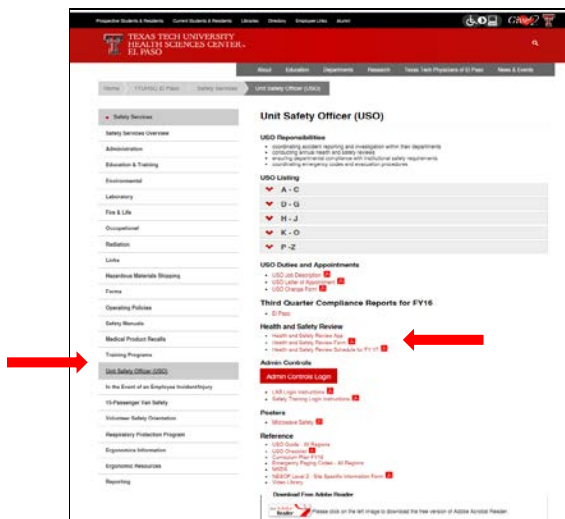 Prospective Students & Residents Current Students & Residents Libraries Directory Employee Links Alumni
TEXAS TECH UNIVERSITY
HEALTH SCIENCES CENTER
EL PASO
About Education Departments Research Texas Tech Physicians of El Paso News & Events
Home TTUHSC El Paso Safety Services Unit Safety Officer (USO)
Safety Services
Safety Services Overview
Administration
Education & Training
Environmental
Laboratory
Fire & Life
Occupational
Radiation
Links
Hazardous Materials Shipping
Forms
Operating Policies
Safety Manuals
Medical Product Recalls
Training Programs
Unit Safety Officer (USO)
In the Event of an Employee Incident/Injury
15-Passenger Van Safety
Volunteer Safety Orientation
Respiratory Protection Program
Ergonomics Information
Ergonomic Resources
Reporting
Unit Safety Officer (USO)
USO Reponsibilities
coordinating accident reporting and investigation within their departments
conducting annual health and safety reviews
ensuring departmental compliance with institutional safety requirements
coordinating emergency codes and evacuation procedures
USO Listing
A - C
D - G
H - J
K - O
P -Z
USO Duties and Appointments
USO Job Description
USO Letter of Appointment
USO Change Form
Third Quarter Compliance Reports for FY16
El Paso
Health and Safety Review
Health and Safety Review App
Health and Safety Review Form
Health and Safety Review Schedule for FY 17
Admin Controls
Admin Controls Login
LAB Login Instructions
Safety Training Login Instructions
Posters
Microwave Safety
Reference
USO Guide - All Regions
USO Checklist
Curriculum Plan FY16
Emergency Paging Codes - All Regions
MSDS
NESOP Level 2 - Site Specific Information Form
Video Library
Download Free Adobe Reader
Please click on the left image to download the free version of Adobe Acrobat Reader.